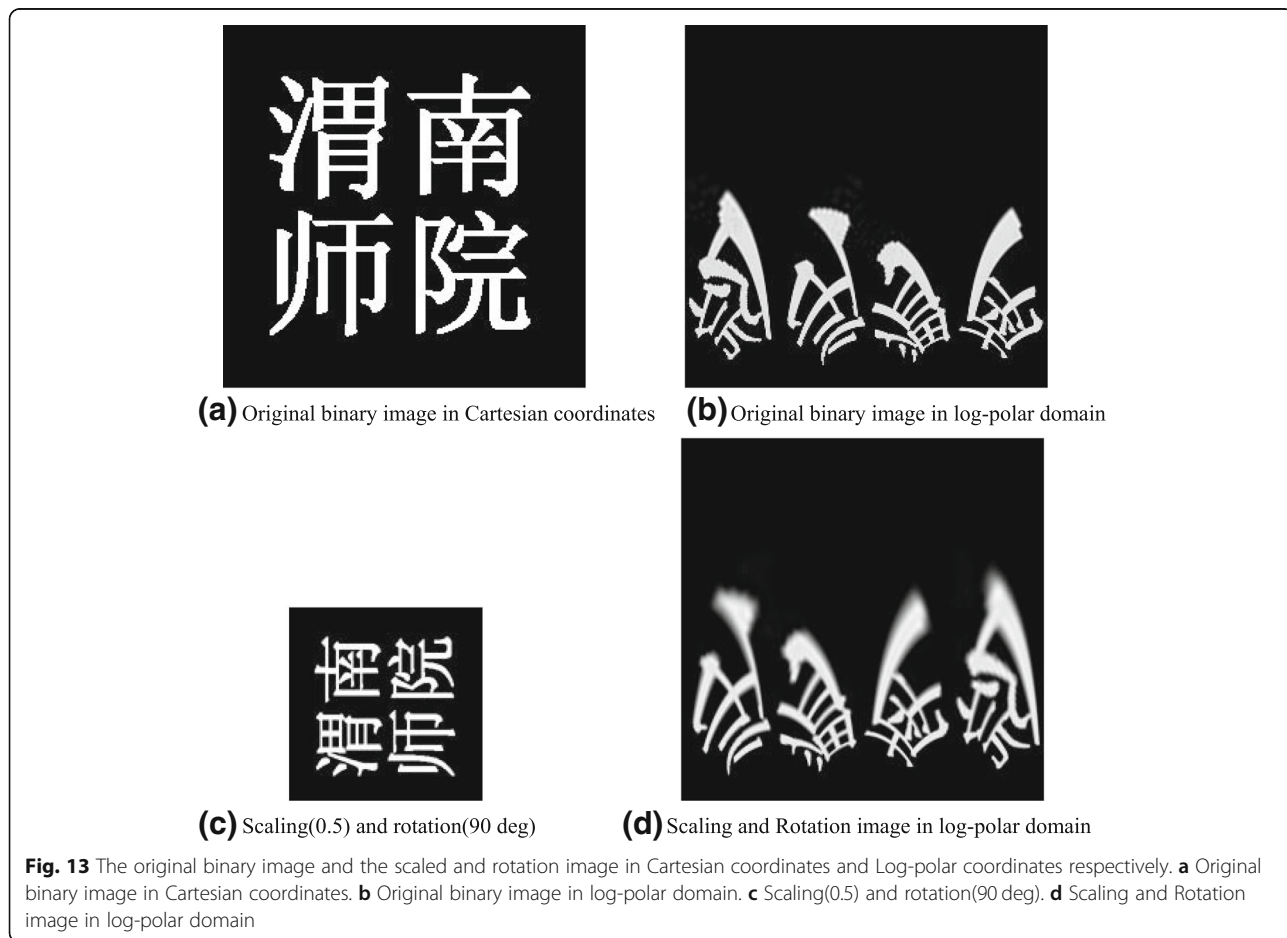 渭南
师院
(a) Original binary image in Cartesian coordinates
(b) Original binary image in log-polar domain
渭南
师院
(c) Scaling(0.5) and rotation(90 deg)
(d) Scaling and Rotation image in log-polar domain
Fig. 13 The original binary image and the scaled and rotation image in Cartesian coordinates and Log-polar coordinates respectively. a Original
binary image in Cartesian coordinates. b Original binary image in log-polar domain. c Scaling(0.5) and rotation(90 deg). d Scaling and Rotation
image in log-polar domain